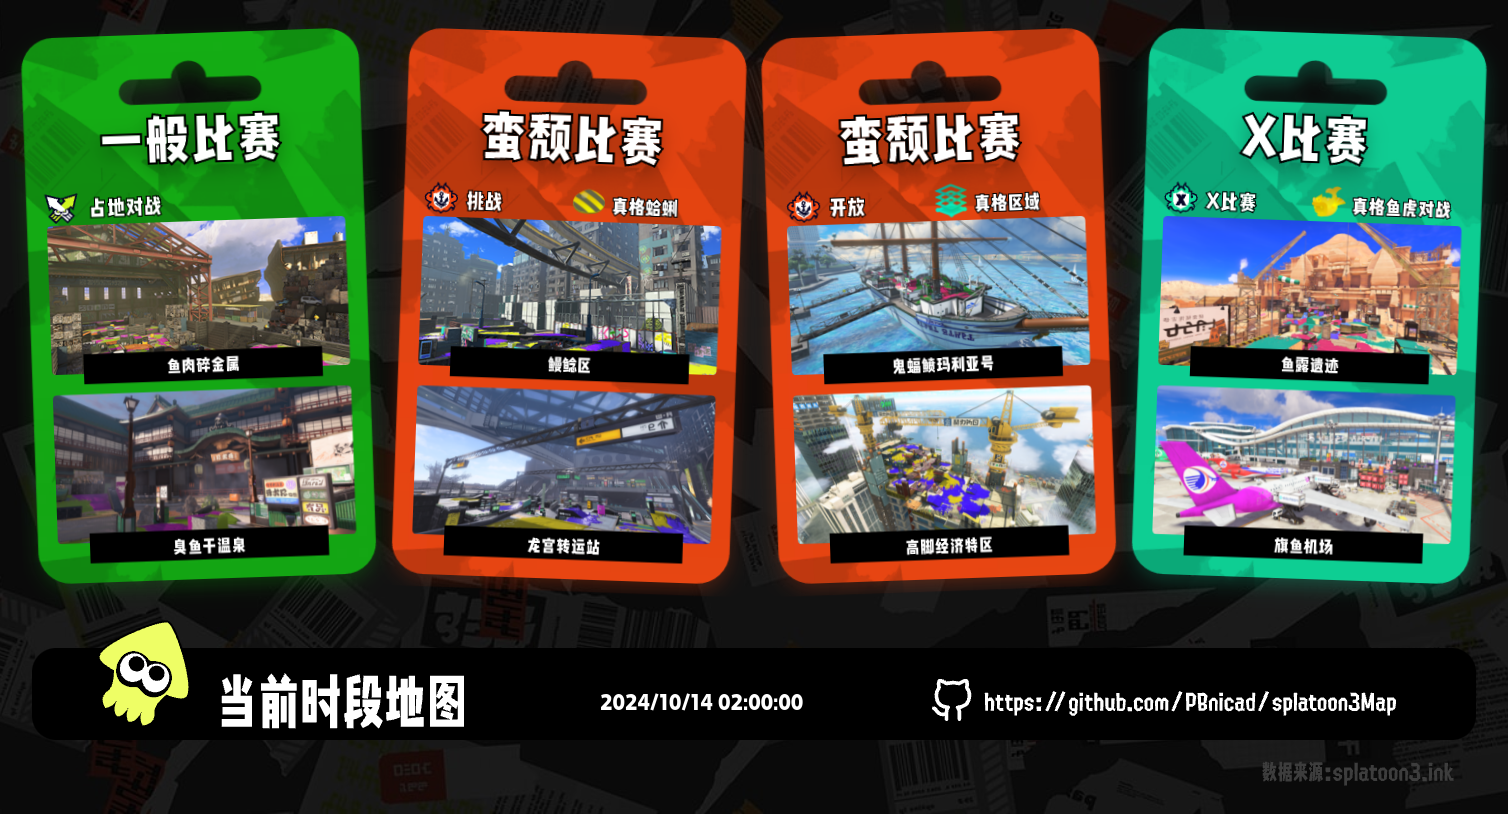 一般比赛
占地对战
鱼肉碎金属
臭鱼干温泉
蛮颓比赛
挑战
真格蛤蜊
鳗鲶区
龙宫转运站
蛮颓比赛
开放
真格区域
鬼蝠鲼玛利亚号
高脚经济特区
X比赛
X比赛
真格鱼虎对战
鱼露遗迹
旗鱼机场
当前时段地图
2024/10/14 02:00:00
https://github.com/PBnicad/splatoon3Map
数据来源:splatoon3.ink